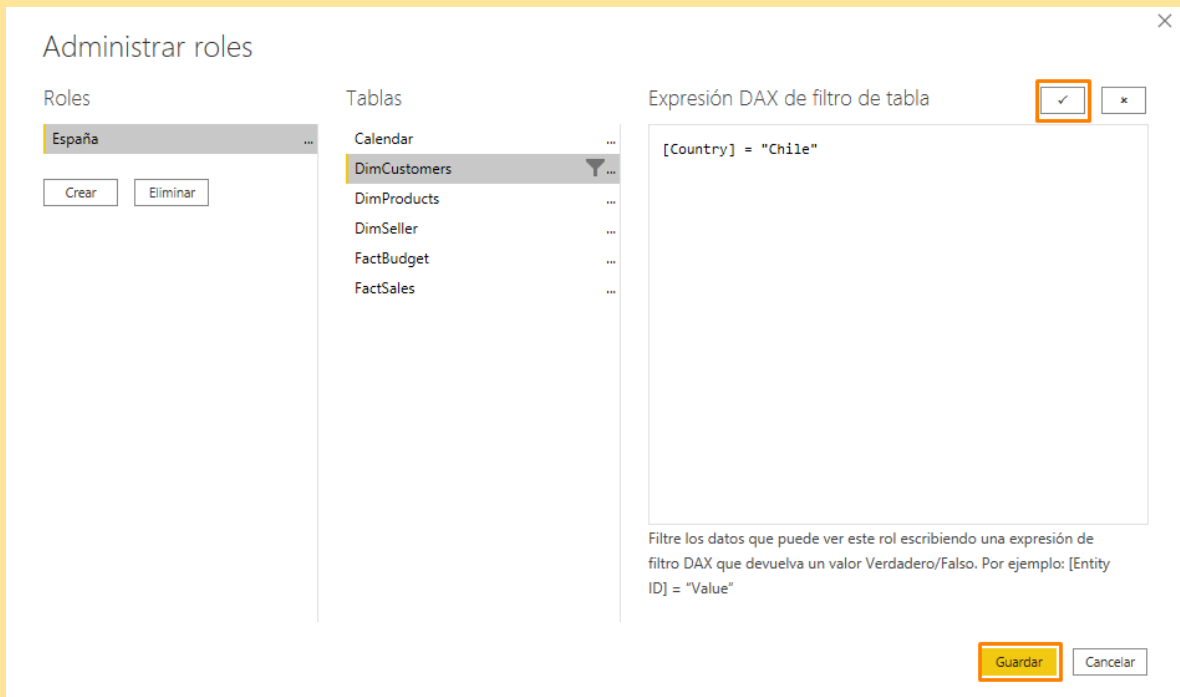 Administrar roles
Roles
España ...
Crear Eliminar
Tablas
Calendar ...
DimCustomers ...
DimProducts ...
DimSeller ...
FactBudget ...
FactSales ...
Expresión DAX de filtro de tabla
[Country] = "Chile"
Filtre los datos que puede ver este rol escribiendo una expresión de
filtro DAX que devuelva un valor Verdadero/Falso. Por ejemplo: [Entity
ID] = "Value"
Guardar Cancelar